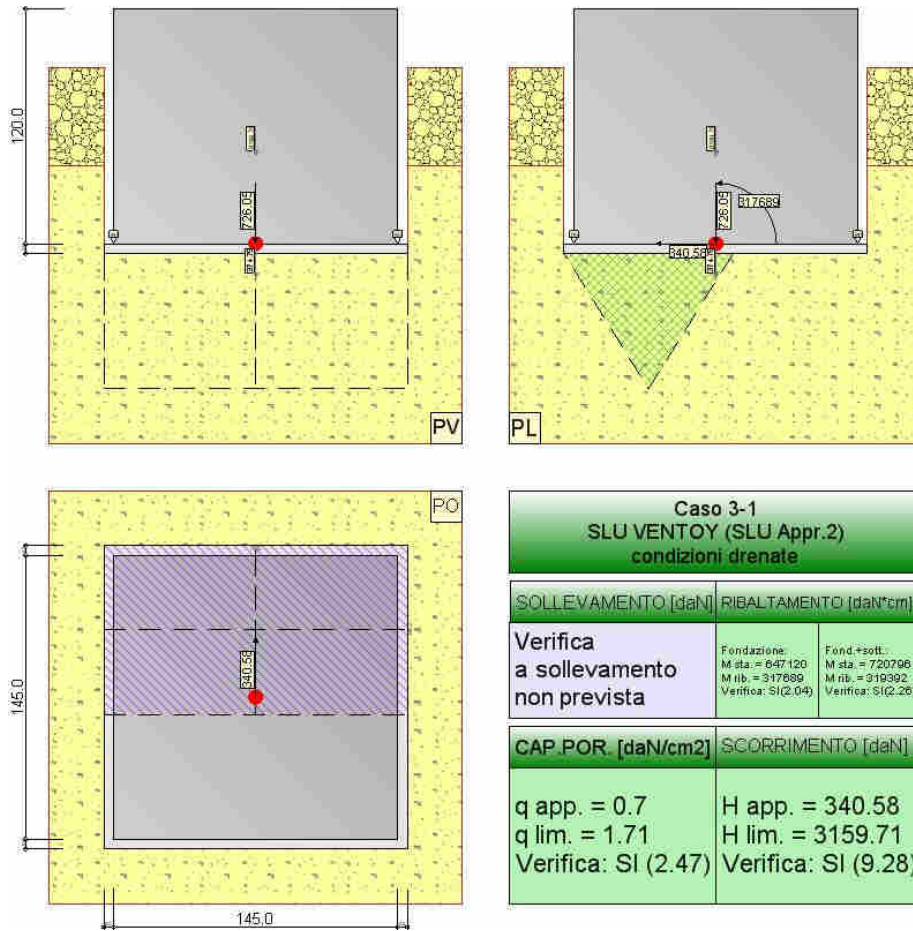 120.0
726.05
PV
726.05
317689
340.58
PL
145.0
340.58
PO
145.0
Caso 3-1
SLU VENTOY (SLU Appr.2)
condizioni drenate
SOLLEVAMENTO [daN]
RIBALTAMENTO [daN*cm]
Verifica
a sollevamento
non prevista
Fondazione:
M sta. = 647120
M rib. = 317689
Verifica: SI(2.04)
Fond.+sott.:
M sta. = 720796
M rib. = 319392
Verifica: SI(2.26
CAP.POR. [daN/cm2]
SCORRIMENTO [daN]
q app. = 0.7
q lim. = 1.71
Verifica: SI (2.47)
H app. = 340.58
H lim. = 3159.71
Verifica: SI (9.28)